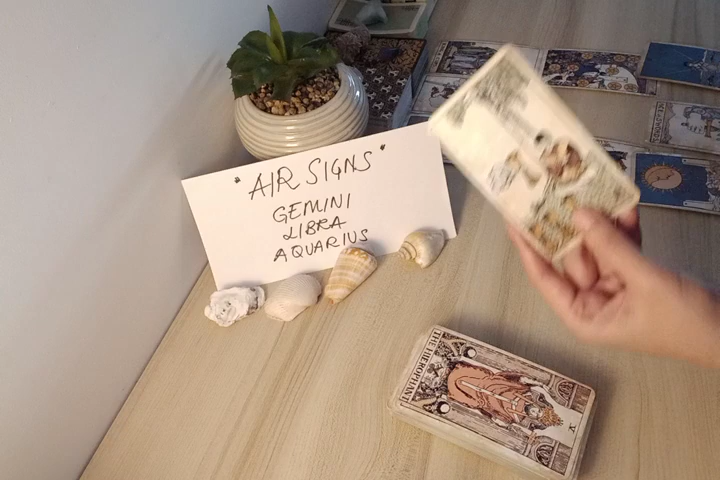 "AIR SIGNS"
GEMINI
LIBRA
AQUARIUS
THE HIEROPHANT.
V